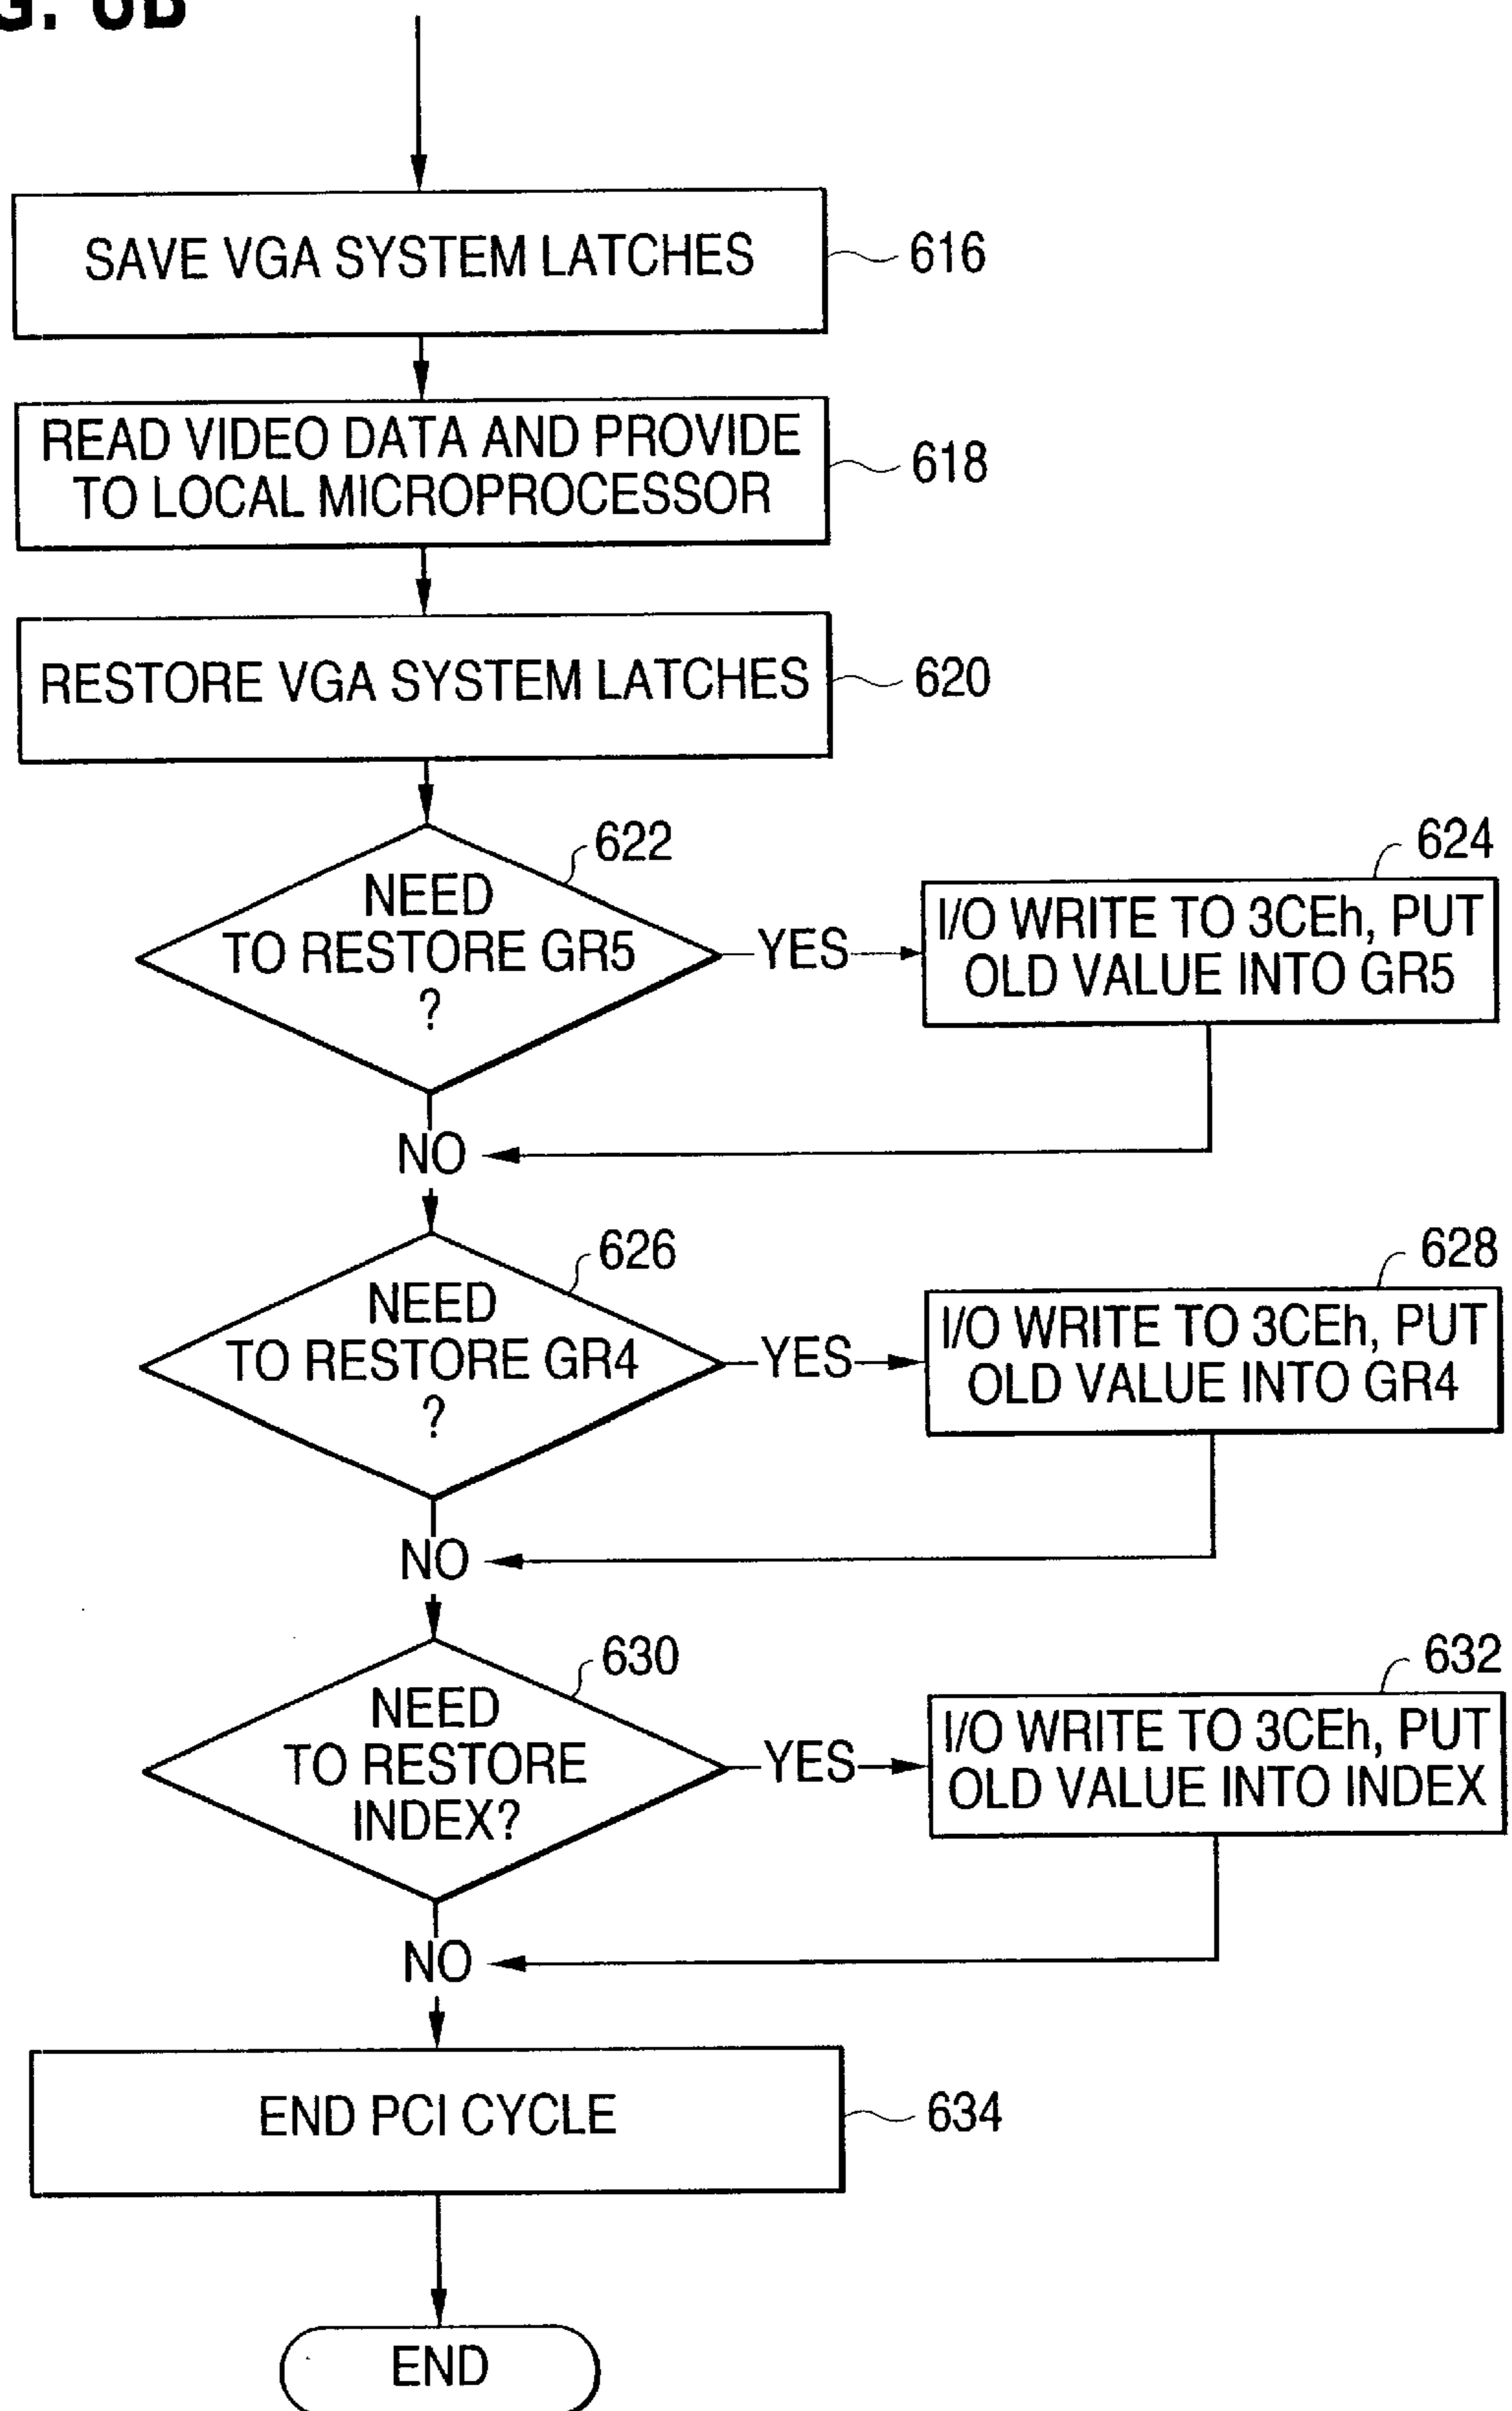 G. 6B
SAVE VGA SYSTEM LATCHES
616
READ VIDEO DATA AND PROVIDE
TO LOCAL MICROPROCESSOR
618
RESTORE VGA SYSTEM LATCHES
620
622
NEED
TO RESTORE GR5
?
YES
624
I/O WRITE TO 3CEh, PUT
OLD VALUE INTO GR5
NO
626
NEED
TO RESTORE GR4
?
YES
628
I/O WRITE TO 3CEh, PUT
OLD VALUE INTO GR4
NO
630
NEED
TO RESTORE
INDEX?
YES
632
I/O WRITE TO 3CEh, PUT
OLD VALUE INTO INDEX
NO
END PCI CYCLE
634
END